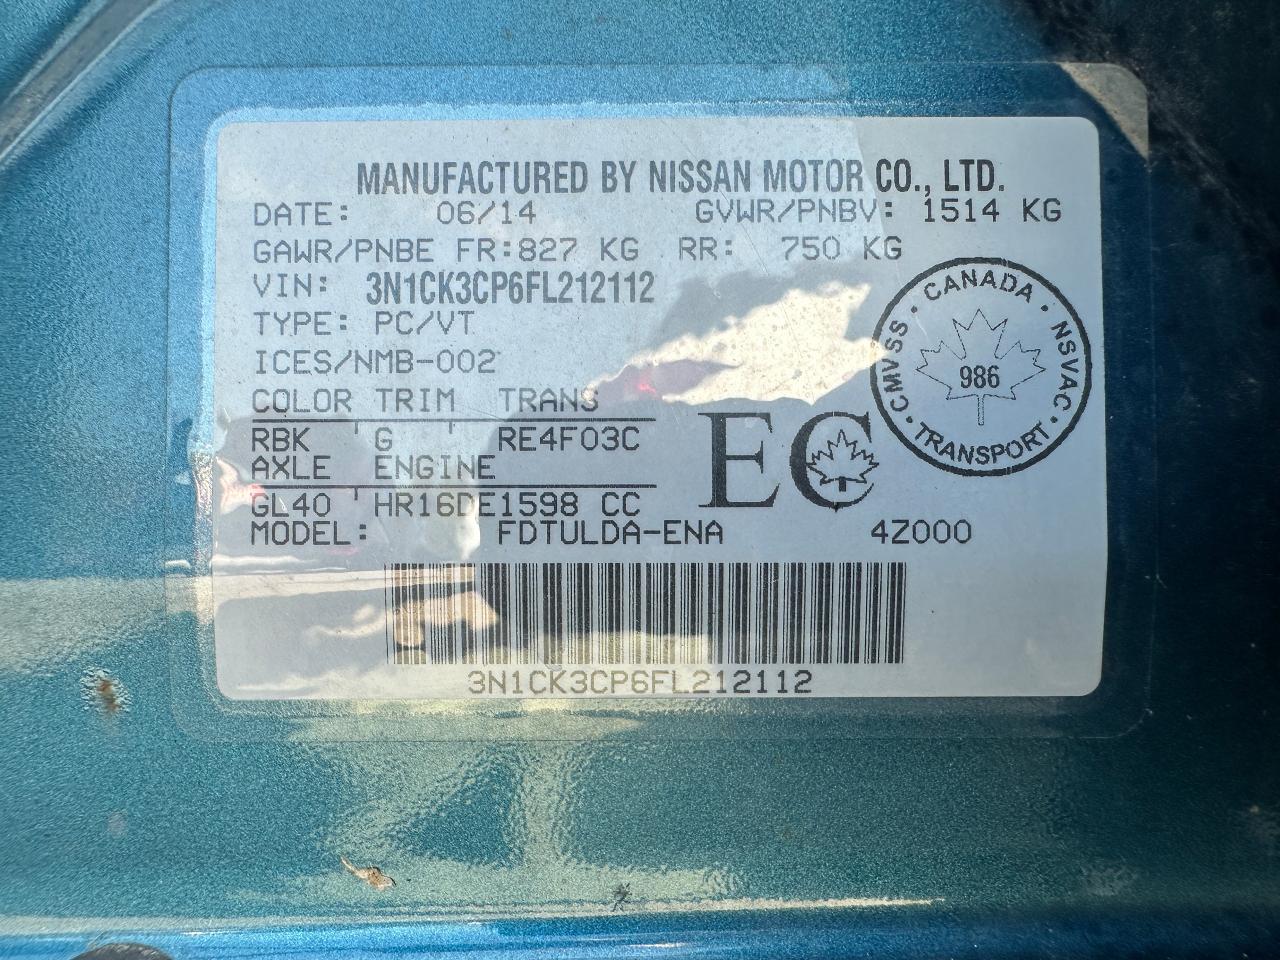 MANUFACTURED BY NISSAN MOTOR CO., LTD.
DATE: 06/14 GVWR/PNBV: 1514 KG
GAWR/PNBE FR:827 KG RR: 750 KG
VIN: 3N1CK3CP6FL212112
TYPE: PC/VT
ICES/NMB-002
COLOR TRIM TRANS
RBK G RE4F03C
AXLE ENGINE
GL40 HR16DE1598 CC
MODEL: FDTULDA-ENA 4Z000
EC
CANADA
CMVSS
986
NSVAC
TRANSPORT
3N1CK3CP6FL212112